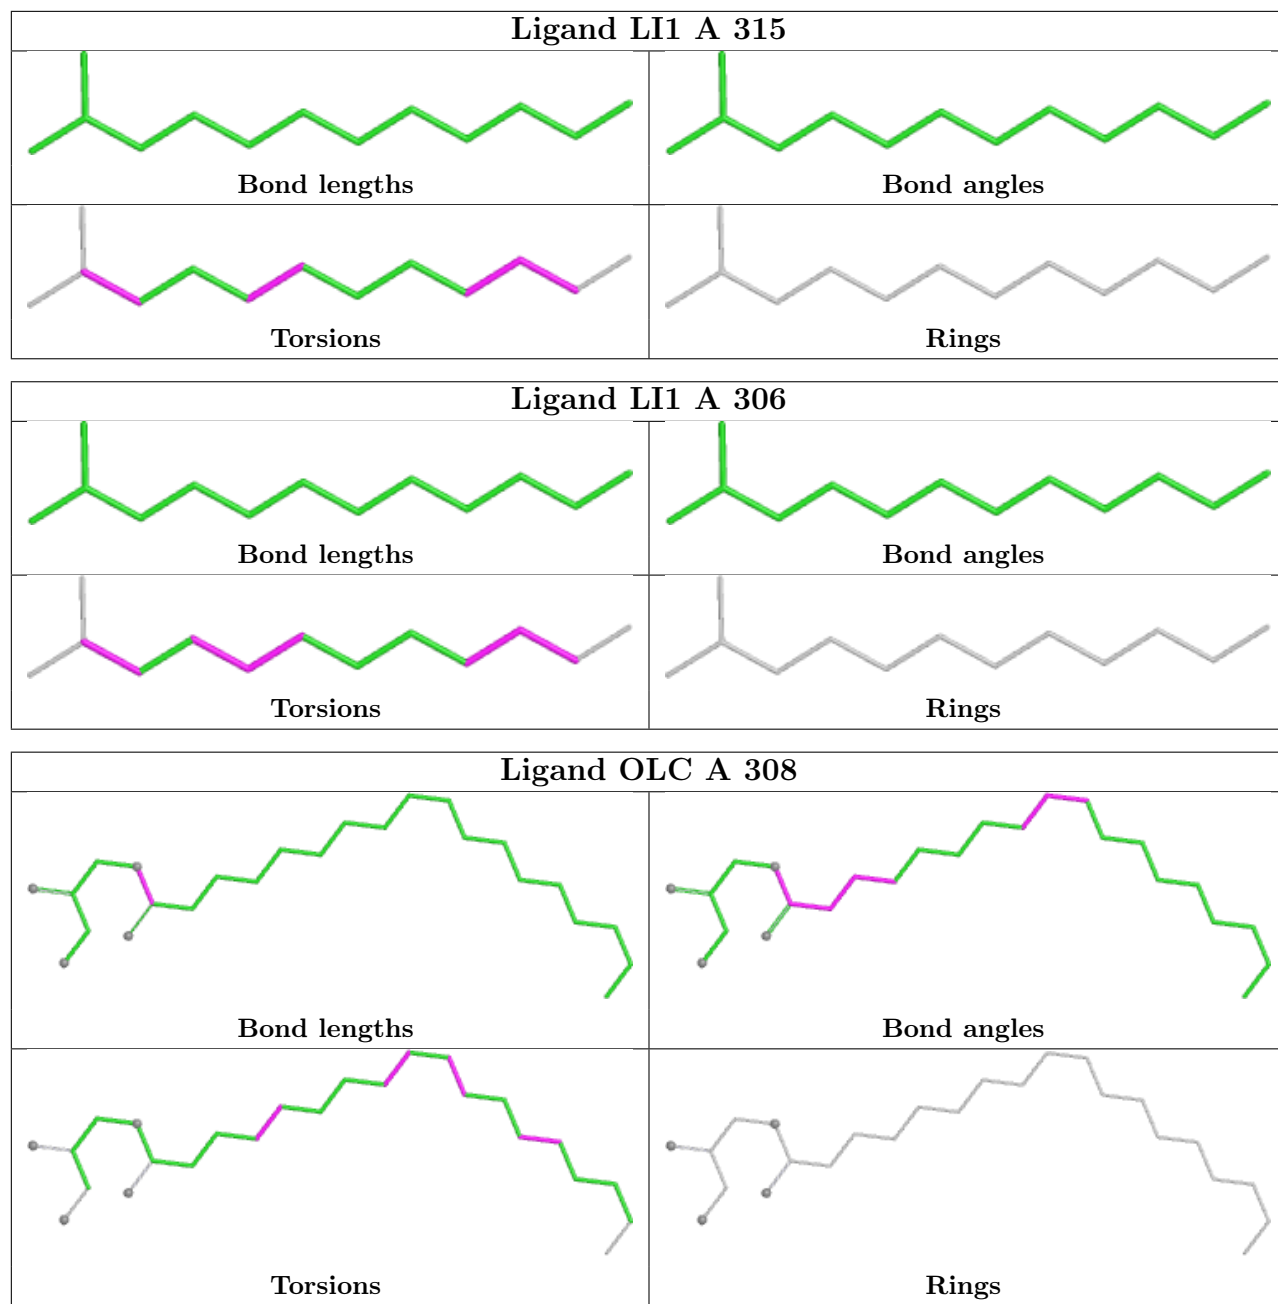 Ligand LI1 A 315
Bond lengths
Bond angles
Torsions
Rings
Ligand LI1 A 306
Bond lengths
Bond angles
Torsions
Rings
Ligand OLC A 308
Bond lengths
Bond angles
Torsions
Rings